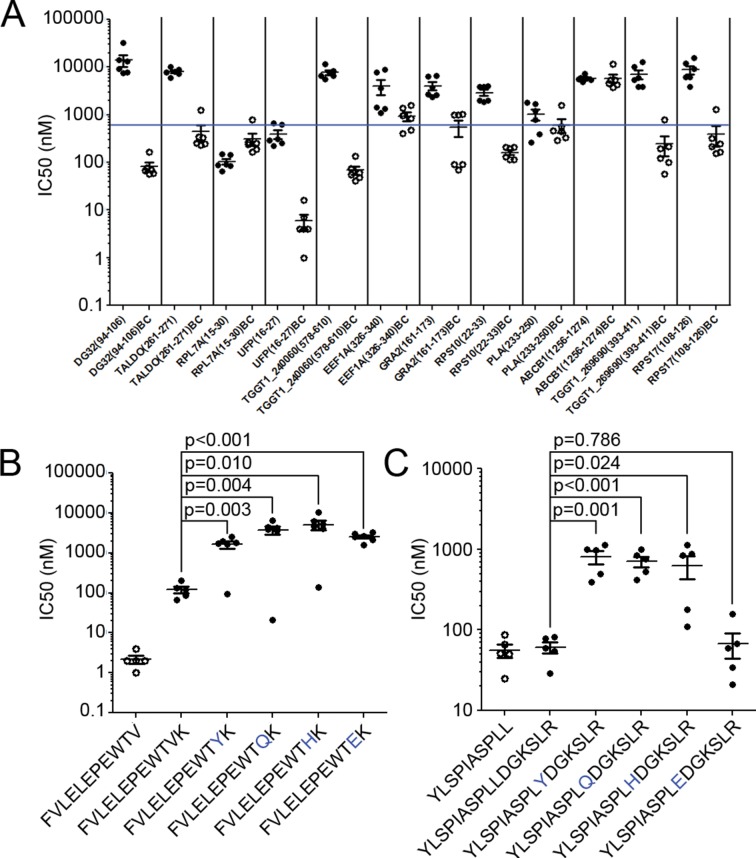 A
IC50 (nM)
100000
10000
1000
100
10
1
0.1
DG32(94-106)
DG32(94-106)BC
TALDO(261-271)
TALDO(261-271)BC
RPL7A(15-30)
RPL7A(15-30)BC
UFP(16-27)
UFP(16-27)BC
TGGT1_240060(578-610)
TGGT1_240060(578-610)BC
EEF1A(326-340)
EEF1A(326-340)BC
GRA2(161-173)
GRA2(161-173)BC
RPS10(22-33)
RPS10(22-33)BC
PLA(233-250)
PLA(233-250)BC
ABCB1(1256-1274)
ABCB1(1256-1274)BC
TGGT1_269690(393-411)
TGGT1_269690(393-411)BC
RPS17(108-126)
RPS17(108-126)BC
B
p<0.001
p=0.010
p=0.004
p=0.003
IC50 (nM)
100000
10000
1000
100
10
1
0.1
FVLELEPEWTV
FVLELEPEWTVK
FVLELEPEWTYK
FVLELEPEWTQK
FVLELEPEWTHK
FVLELEPEWTEK
C
p=0.786
p=0.024
p<0.001
p=0.001
IC50 (nM)
10000
1000
100
10
YLSPIASPLL
YLSPIASPLLDGKSLR
YLSPIASPLYDGKSLR
YLSPIASPLQDGKSLR
YLSPIASPLHDGKSLR
YLSPIASPLEDGKSLR